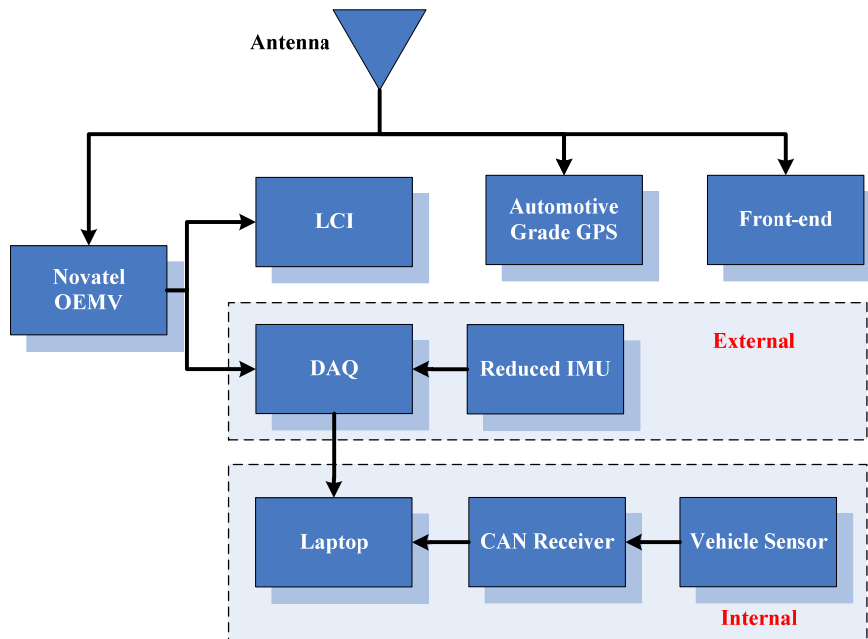 Antenna
LCI
Automotive
Grade GPS
Front-end
Novatel
OEMV
External
DAQ
Reduced IMU
Laptop
CAN Receiver
Vehicle Sensor
Internal